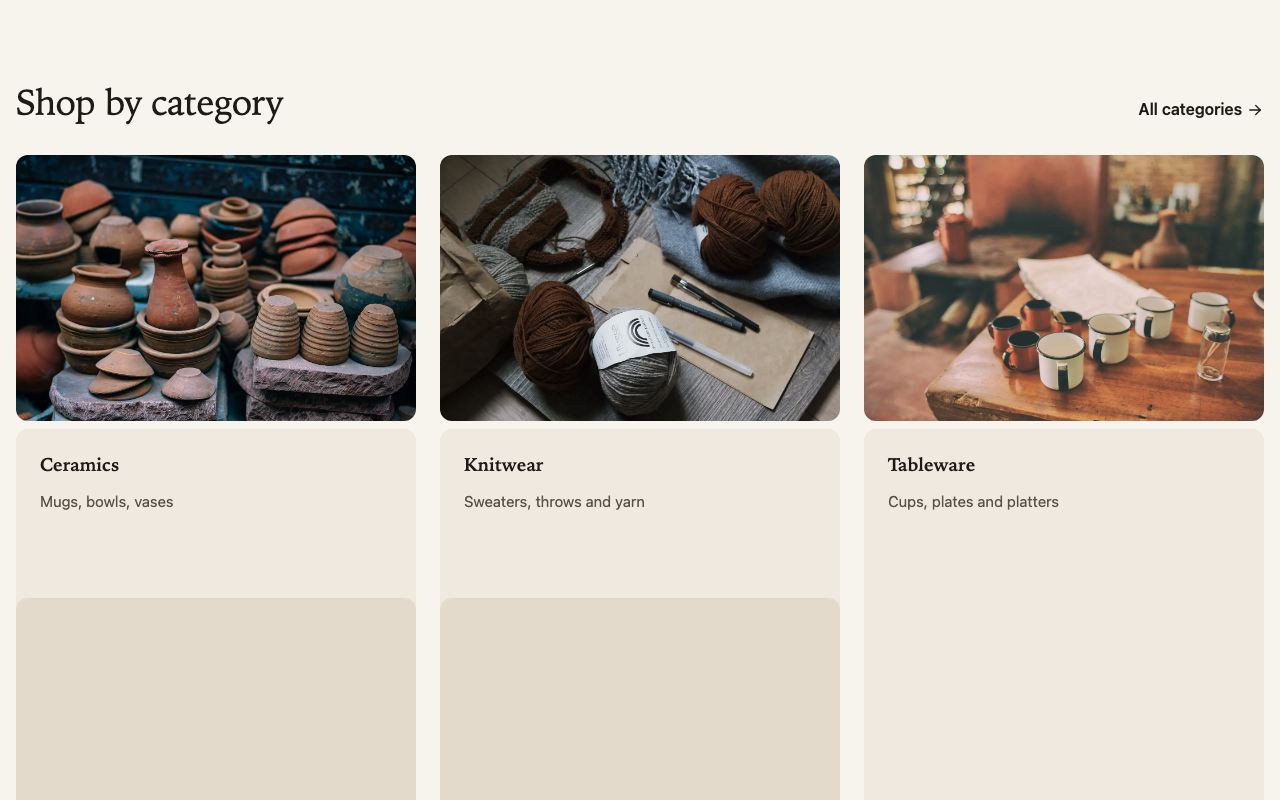 Shop by category
All categories →
Ceramics
Mugs, bowls, vases
Knitwear
Sweaters, throws and yarn
Tableware
Cups, plates and platters